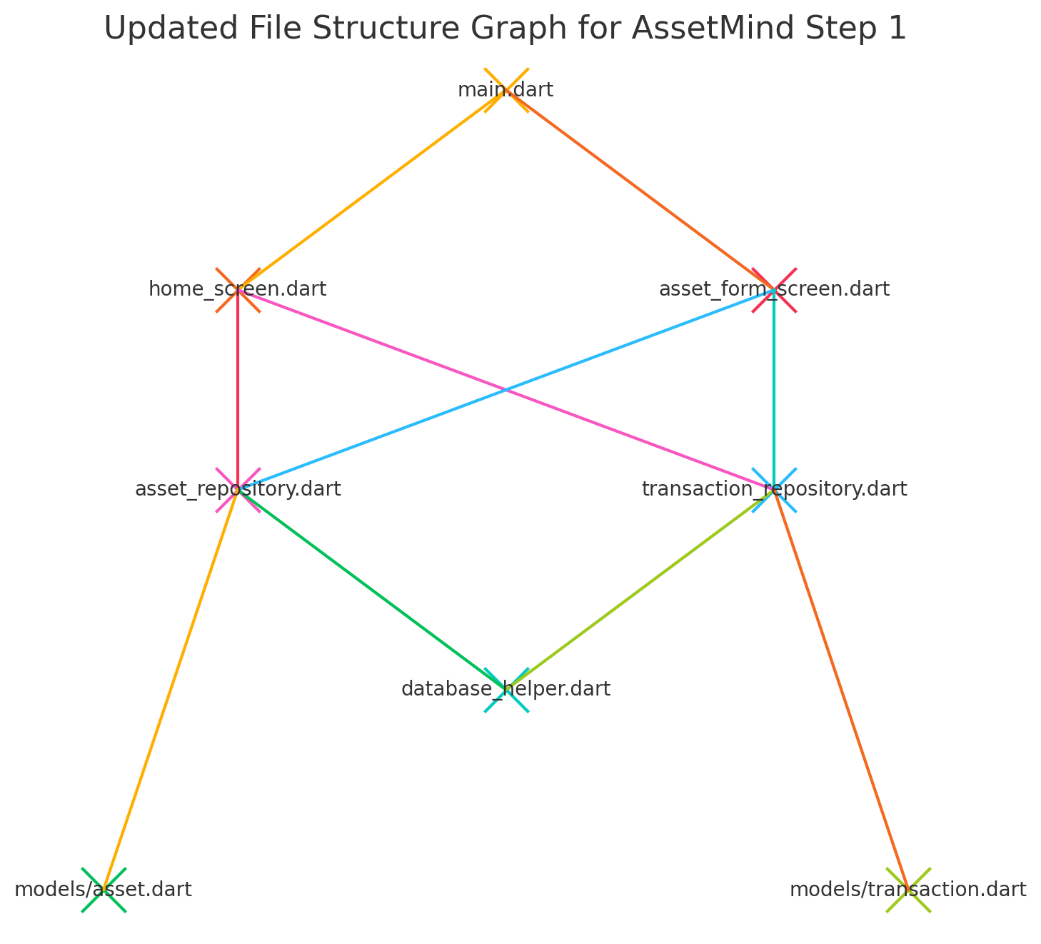 Updated File Structure Graph for AssetMind Step 1
main.dart
home_screen.dart
asset_form_screen.dart
asset_repository.dart
transaction_repository.dart
database_helper.dart
models/asset.dart
models/transaction.dart